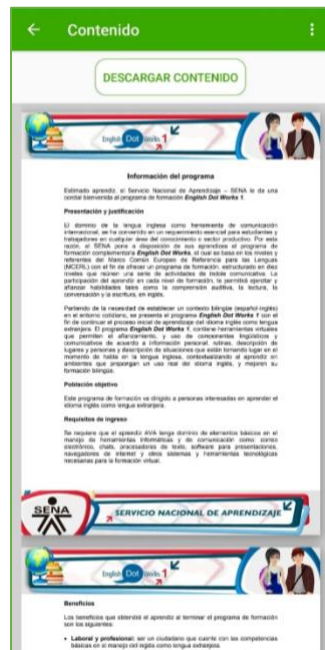 Contenido
DESCARGAR CONTENIDO
English Dot Works 1
Información del programa
Estimado aprendiz, el Servicio Nacional de Aprendizaje – SENA le da una
cordial bienvenida al programa de formación English Dot Works 1.
Presentación y justificación
El dominio de la lengua inglesa como herramienta de comunicación
internacional, se ha convertido en un requerimiento esencial para estudiantes y
trabajadores en cualquier área del conocimiento o sector productivo. Por esta
razón, el SENA pone a disposición de sus aprendices el programa de
formación complementaria English Dot Works, el cual se basa en los niveles y
referentes del Marco Común Europeo de Referencia para las Lenguas
(MCERL) con el fin de ofrecer un programa de formación, estructurado en diez
niveles que reúnen una serie de actividades de índole comunicativa. La
participación del aprendiz en cada nivel de formación, le permitirá ejercitar y
afianzar habilidades tales como la comprensión auditiva, la lectura, la
conversación y la escritura, en inglés.
Partiendo de la necesidad de establecer un contexto bilingüe (español-inglés)
en el entorno cotidiano, se presenta el programa English Dot Works 1 con el
fin de continuar el proceso inicial de aprendizaje del idioma inglés como lengua
extranjera. El programa English Dot Works 1, contiene herramientas virtuales
que permiten el afianzamiento, y uso de componentes lingüísticos y
comunicativos de acuerdo a información personal, rutinas, descripción de
lugares y personas y descripción de situaciones que están tomando lugar en el
momento de habla en la lengua inglesa, contextualizando al aprendiz en
ambientes que propongan un uso real del idioma inglés, y mejoren su
formación bilingüe.
Población objetivo
Este programa de formación va dirigido a personas interesadas en aprender el
idioma inglés como lengua extranjera.
Requisitos de ingreso
Se requiere que el aprendiz AVA tenga dominio de elementos básicos en el
manejo de herramientas informáticas y de comunicación como: correo
electrónico, chats, procesadores de texto, software para presentaciones,
navegadores de internet y otros sistemas y herramientas tecnológicas
necesarias para la formación virtual.
SENA
SERVICIO NACIONAL DE APRENDIZAJE
English Dot Works 1
Beneficios
Los beneficios que obtendrá el aprendiz al terminar el programa de formación
son los siguientes:
• Laboral y profesional: ser un ciudadano que cuente con las competencias
básicas en el manejo del inglés como lengua extranjera.